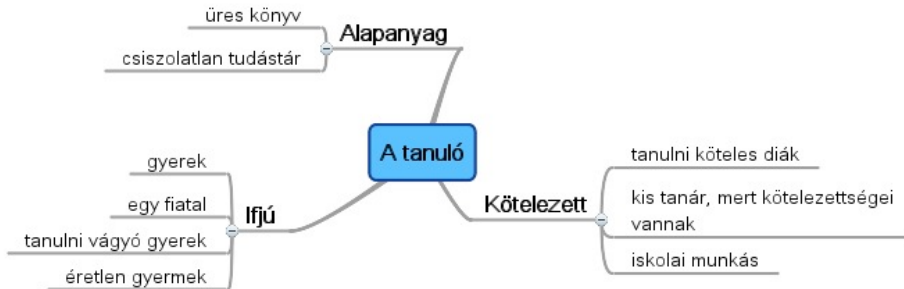 üres könyv
csiszolatlan tudástár
Alapanyag
A tanuló
gyerek
egy fiatal
tanulni vágyó gyerek
éretlen gyermek
Ifjú
Kötelezett
tanulni köteles diák
kis tanár, mert kötelezettségei
vannak
iskolai munkás